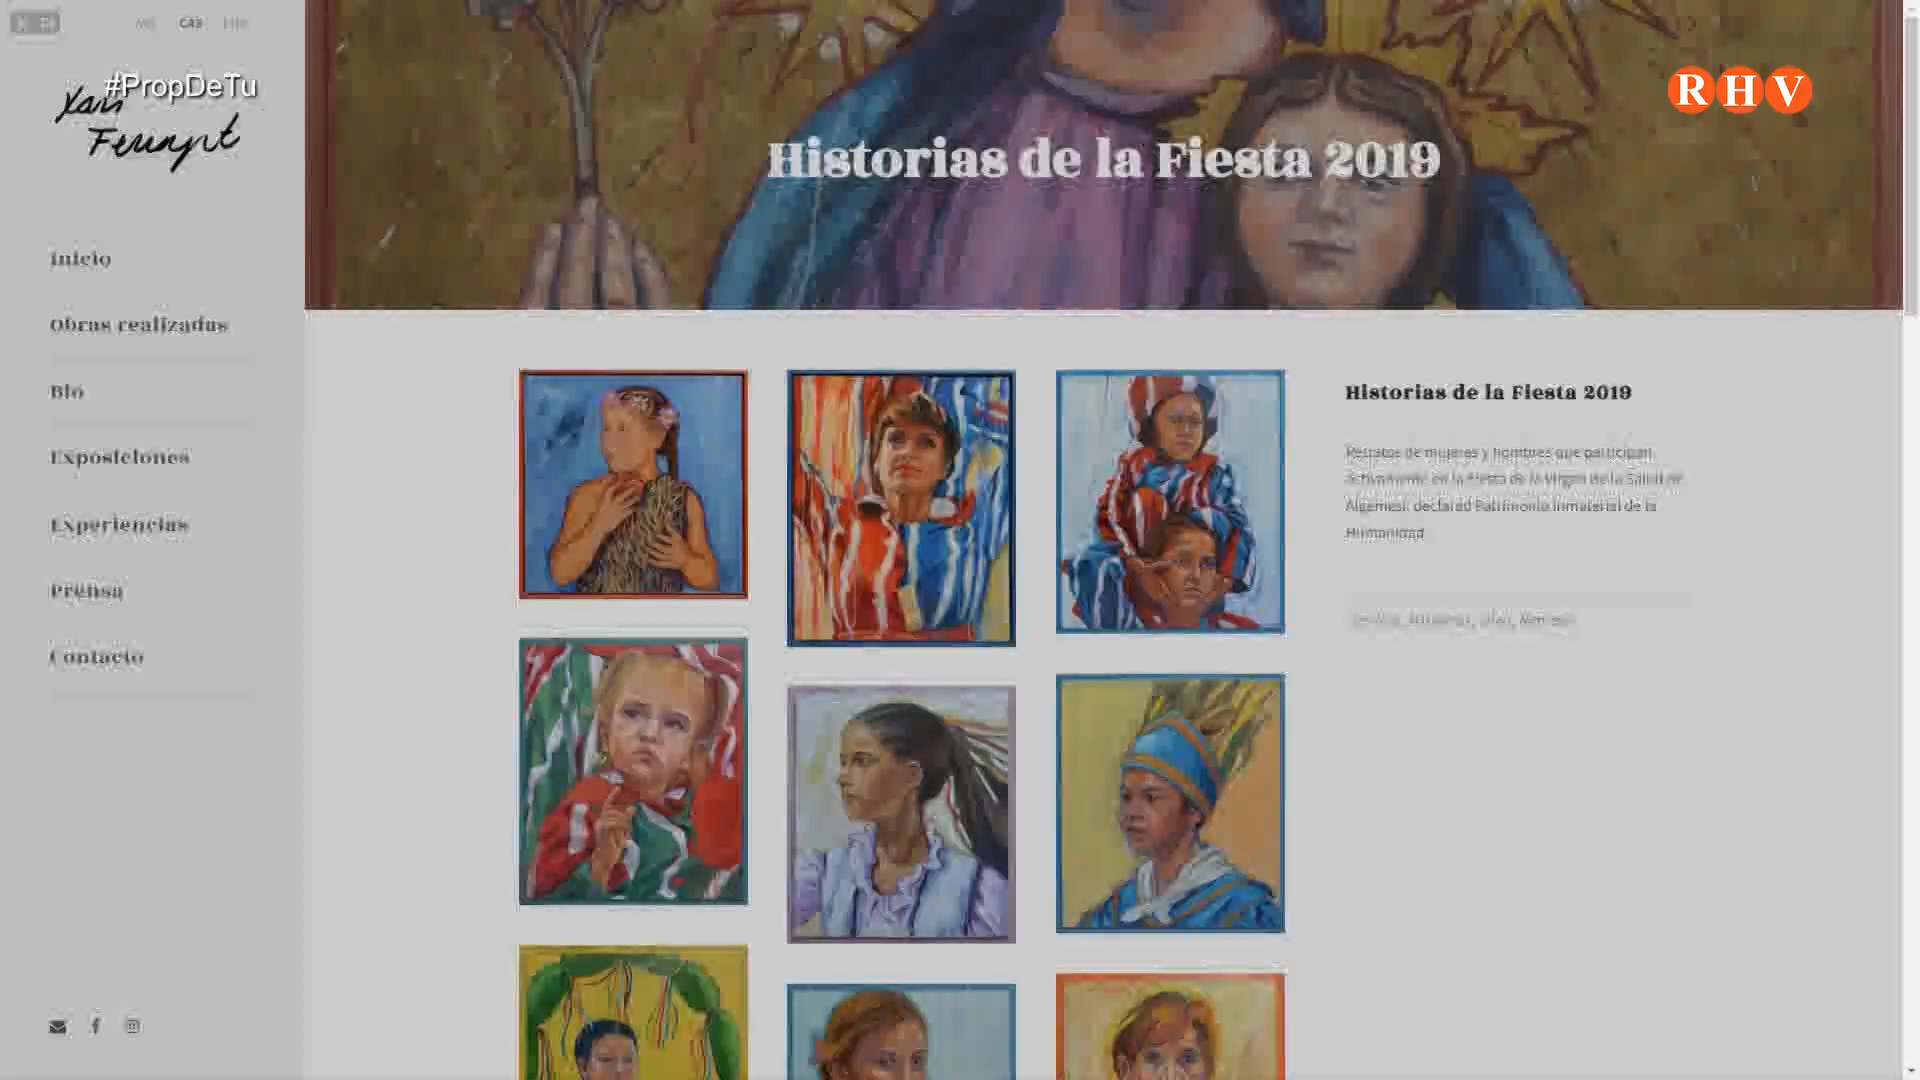 CAS
#PropDeTu
RHV
Historias de la Fiesta 2019
Inicio
Obras realizadas
Bio
Exposiciones
Experiencias
Prensa
Contacto
Historias de la Fiesta 2019
Retratos de mujeres y hombres que participan
activamente en la Fiesta de la Virgen de la Salud de
Algemesí, declarad Patrimonio Inmaterial de la
Humanidad